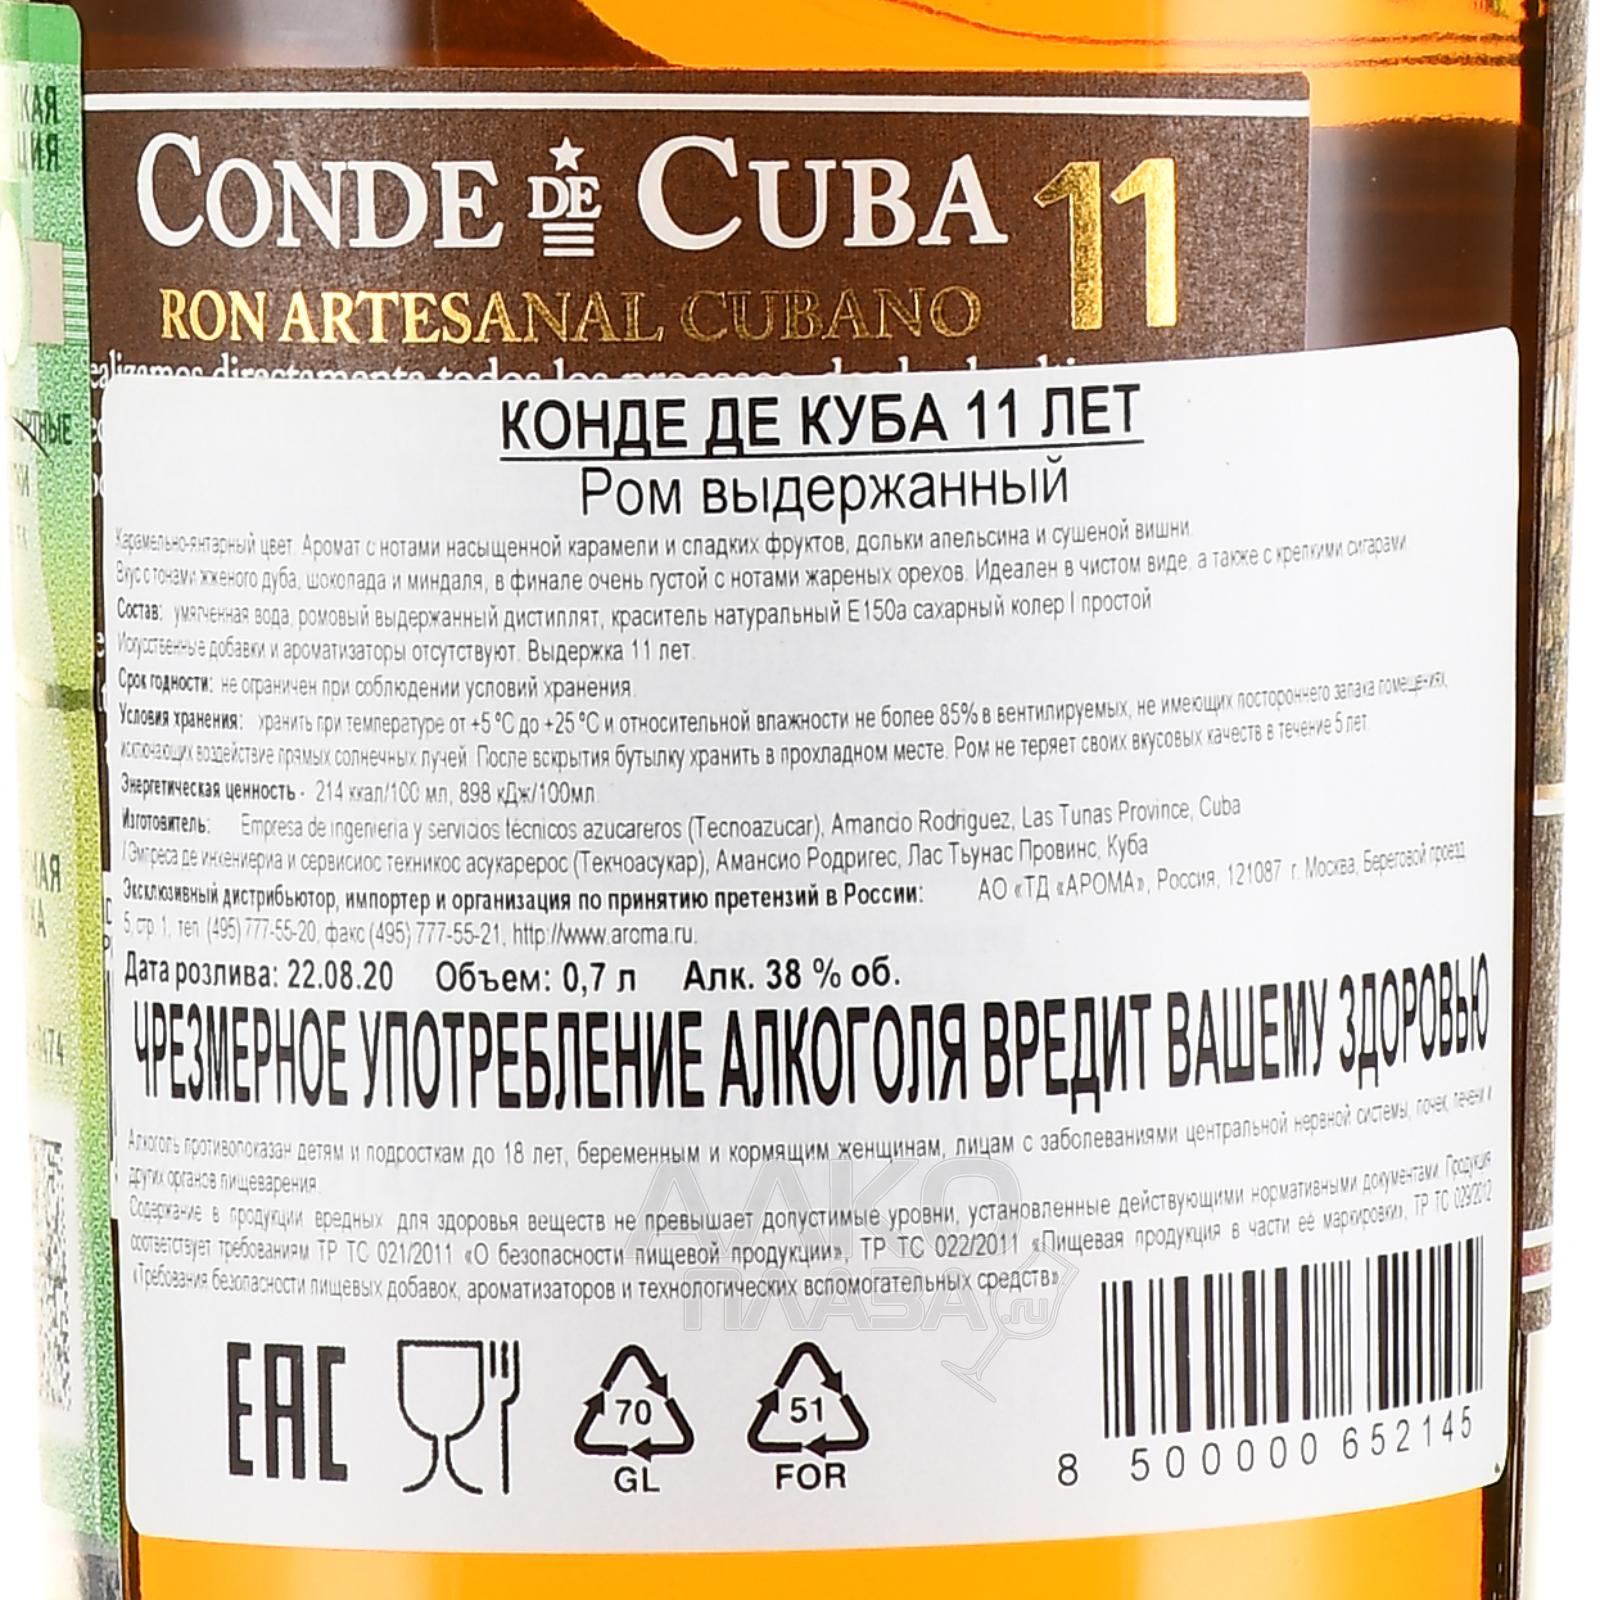 КАЯ
ЦИЯ
CONDE DE CUBA 11
RON ARTESANAL CUBANO
ealizamos directamente todos los procesos, desde
КОНДЕ ДЕ КУБА 11 ЛЕТ
Ром выдержанный
Карамельно-янтарный цвет. Аромат с нотами насыщенной карамели и сладких фруктов, дольки апельсина и сушеной вишни.
Вкус с тонами жженого дуба, шоколада и миндаля, в финале очень густой с нотами жареных орехов. Идеален в чистом виде, а также с крепкими сигарами.
Состав: умягченная вода, ромовый выдержанный дистиллят, краситель натуральный Е150а сахарный колер I простой
Искусственные добавки и ароматизаторы отсутствуют. Выдержка 11 лет.
Срок годности: не ограничен при соблюдении условий хранения.
Условия хранения: хранить при температуре от +5 °С до +25 °С и относительной влажности не более 85% в вентилируемых, не имеющих постороннего запаха помещениях,
исключающих воздействие прямых солнечных лучей. После вскрытия бутылку хранить в прохладном месте. Ром не теряет своих вкусовых качеств в течение 5 лет.
Энергетическая ценность - 214 ккал/100 мл, 898 кДж/100мл.
Изготовитель: Empresa de ingenieria y servicios técnicos azucareros (Tecnoazucar), Amancio Rodriguez, Las Tunas Province, Cuba
/ Эмпреса де инхениериа и сервисиос текникос асукарерос (Текноасукар), Амансио Родригес, Лас Тьунас Провинс, Куба
Эксклюзивный дистрибьютор, импортер и организация по принятию претензий в России: АО «ТД «АРОМА», Россия, 121087 г. Москва, Береговой проезд,
5, стр. 1, тел. (495) 777-55-20, факс (495) 777-55-21, http://www.aroma.ru.
Дата розлива: 22.08.20 Объем: 0,7 л Алк. 38 % об.
ЧРЕЗМЕРНОЕ УПОТРЕБЛЕНИЕ АЛКОГОЛЯ ВРЕДИТ ВАШЕМУ ЗДОРОВЬЮ
Алкоголь противопоказан детям и подросткам до 18 лет, беременным и кормящим женщинам, лицам с заболеваниями центральной нервной системы, почек, печени и
других органов пищеварения.
Содержание в продукции вредных для здоровья веществ не превышает допустимые уровни, установленные действующими нормативными документами. Продукция
соответствует требованиям ТР ТС 021/2011 «О безопасности пищевой продукции», ТР ТС 022/2011 «Пищевая продукция в части её маркировки», ТР ТС 029/2012
«Требования безопасности пищевых добавок, ароматизаторов и технологических вспомогательных средств».
АЛКО
ПЛАЗА.ru
EAC
70
GL
51
FOR
8 500000 652145
474